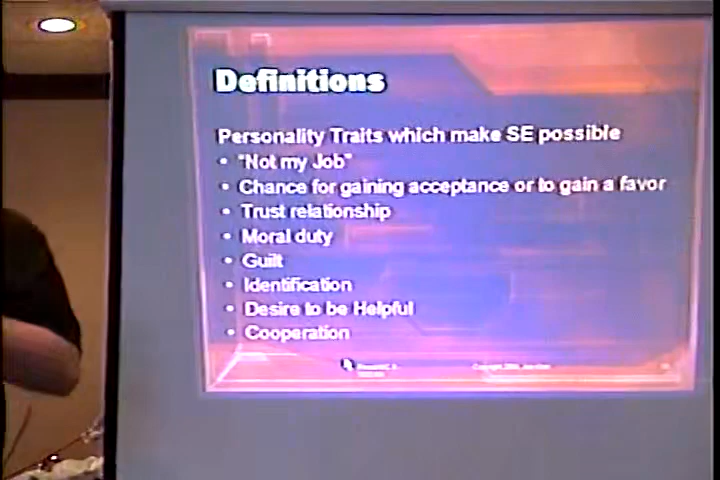 Definitions
Personality Traits which make SE possible
• "Not my Job"
• Chance for gaining acceptance or to gain a favor
• Trust relationship
• Moral duty
• Guilt
• Identification
• Desire to be Helpful
• Cooperation